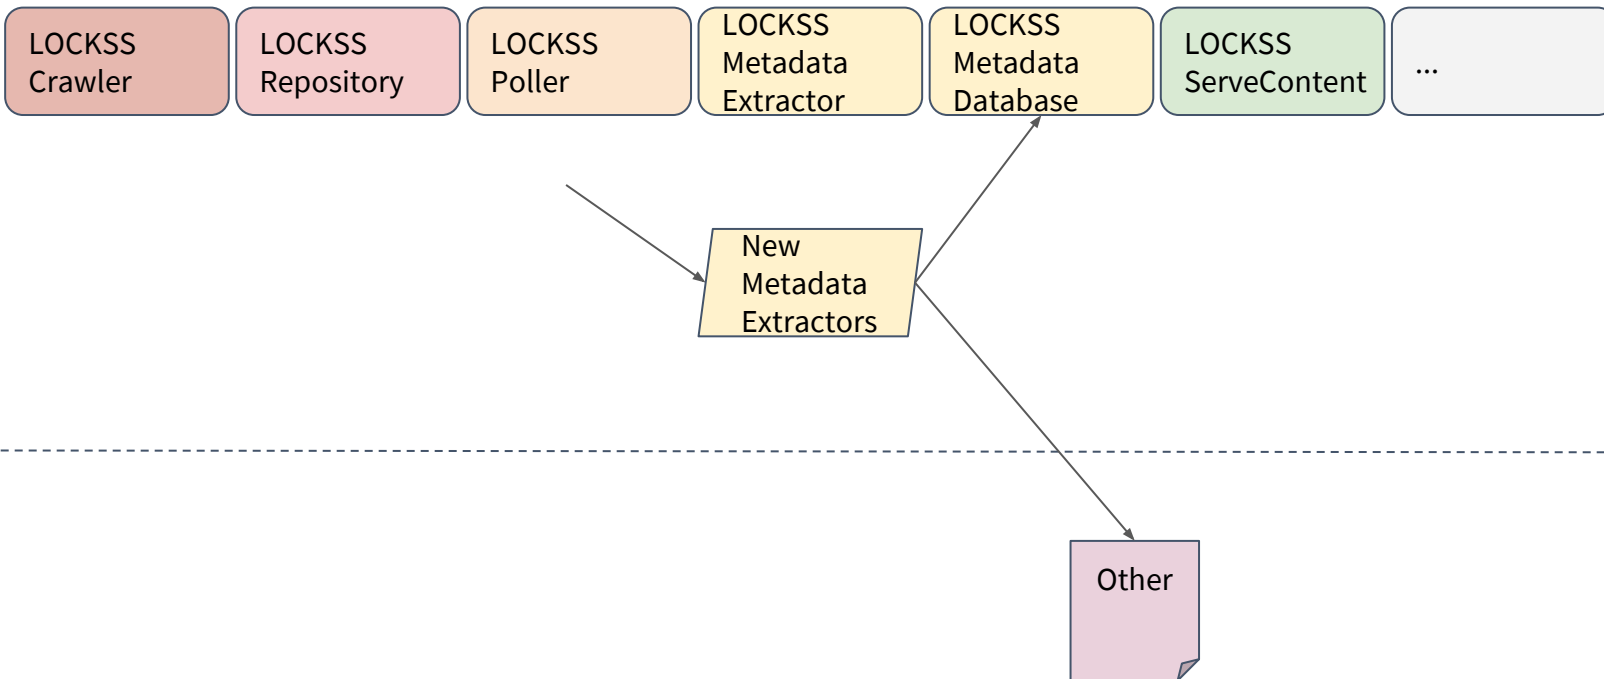 LOCKSS
Crawler
LOCKSS
Repository
LOCKSS
Poller
LOCKSS
Metadata
Extractor
LOCKSS
Metadata
Database
LOCKSS
ServeContent
...
New
Metadata
Extractors
Other